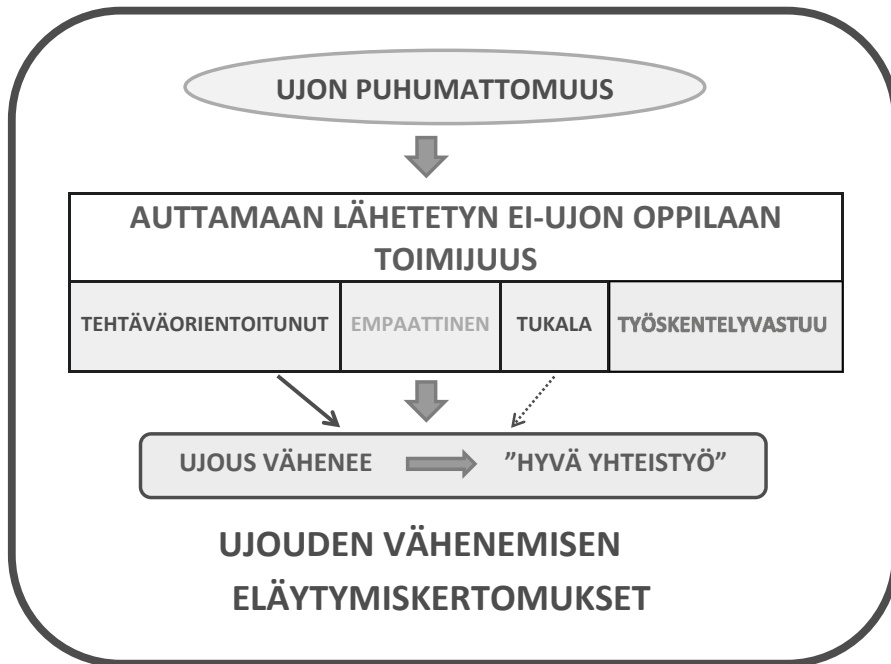 UJON PUHUMATTOMUUS
AUTTAMAAN LÄHETETYN EI-UJON OPPILAAN
TOIMIJUUS
TEHTÄVÄORIENTOITUNUT EMPAATTINEN TUKALA TYÖSKENTELYVASTUU
UJOUS VÄHENEE ”HYVÄ YHTEISTYÖ”
UJOUDEN VÄHENEMISEN
ELÄYTYMISKERTOMUKSET